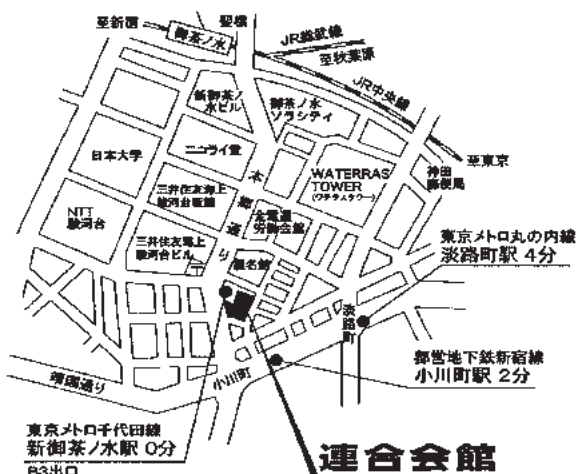 至新宿
御茶ノ水
聖橋
JR総武線
至秋葉原
JR中央線
至東京
新御茶ノ
水ビル
御茶ノ水
ソラシティ
神田
郵便局
日本大学
ニコライ堂
WATERRAS
TOWER
(ワテラスタワー)
三井住友海上
駿河台新館
本郷通り
全電通
労働会館
NTT
駿河台
三井住友海上
駿河台ビル
〒
東京メトロ丸の内線
淡路町駅 4分
淡路町
都営地下鉄新宿線
小川町駅 2分
小川町
靖国通り
東京メトロ千代田線
新御茶ノ水駅 0分
B3出口
連合会館